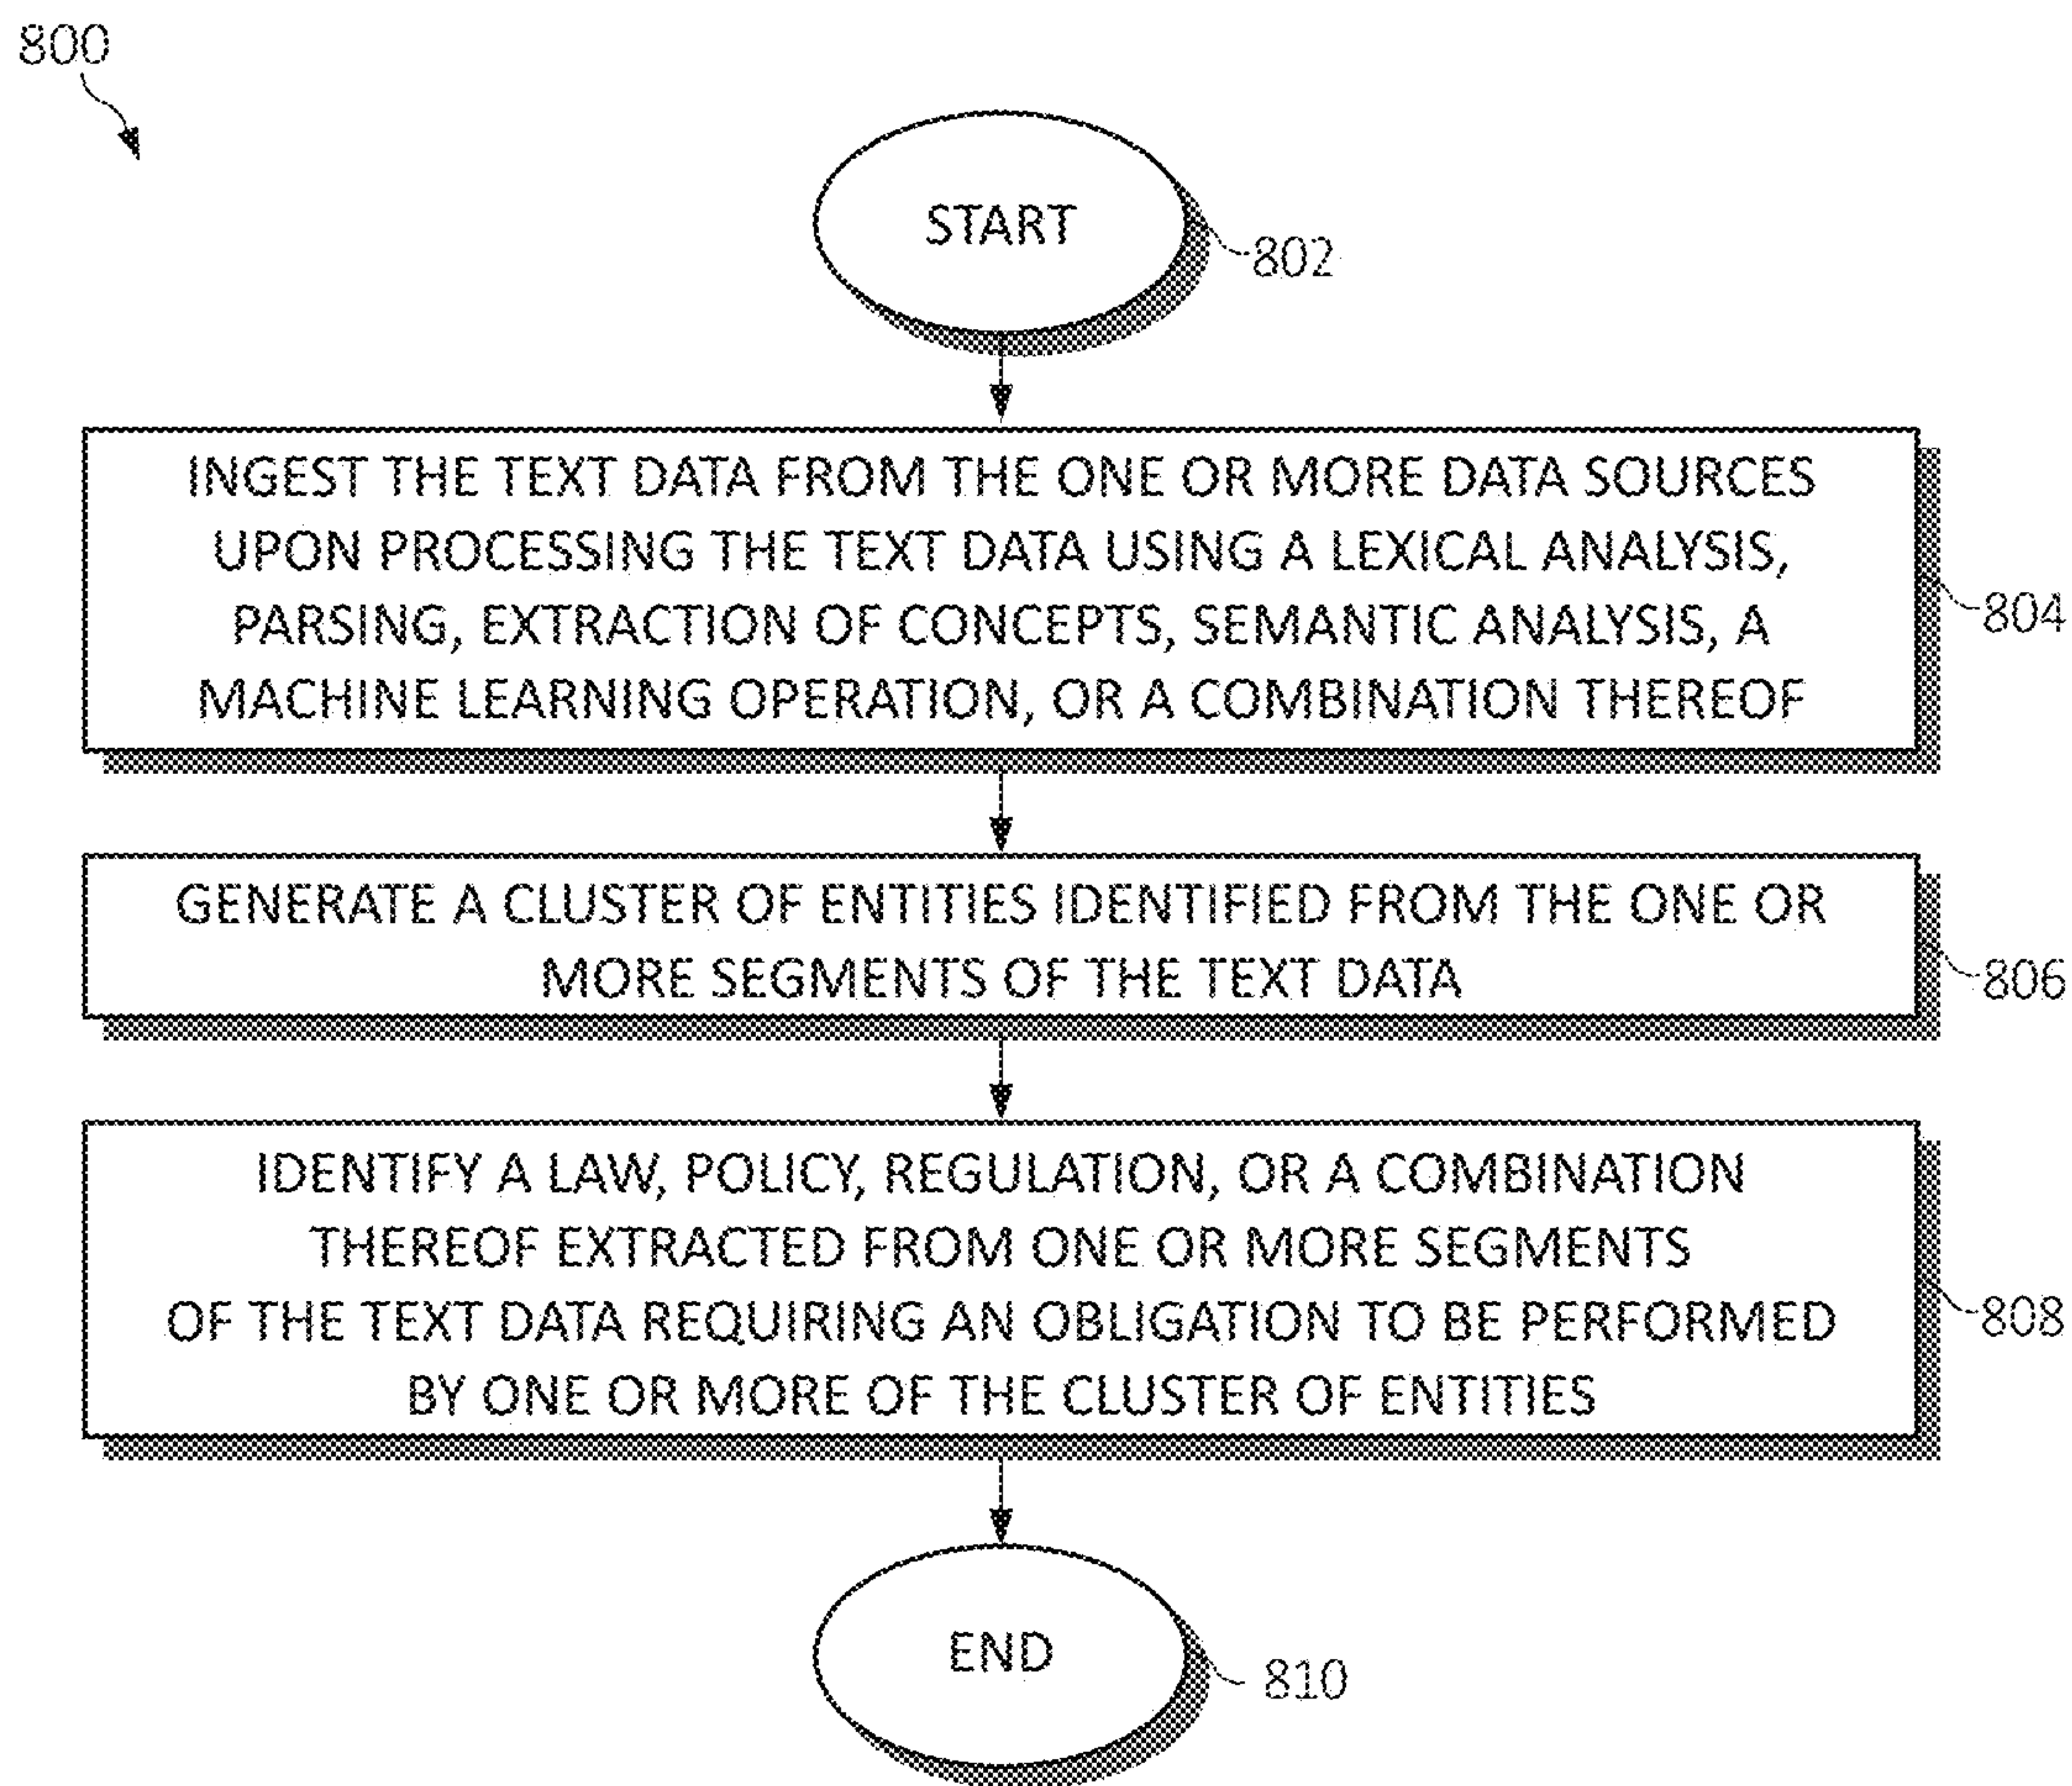 800
START
802
INGEST THE TEXT DATA FROM THE ONE OR MORE DATA SOURCES
UPON PROCESSING THE TEXT DATA USING A LEXICAL ANALYSIS,
PARSING, EXTRACTION OF CONCEPTS, SEMANTIC ANALYSIS, A
MACHINE LEARNING OPERATION, OR A COMBINATION THEREOF
804
GENERATE A CLUSTER OF ENTITIES IDENTIFIED FROM THE ONE OR
MORE SEGMENTS OF THE TEXT DATA
806
IDENTIFY A LAW, POLICY, REGULATION, OR A COMBINATION
THEREOF EXTRACTED FROM ONE OR MORE SEGMENTS
OF THE TEXT DATA REQUIRING AN OBLIGATION TO BE PERFORMED
BY ONE OR MORE OF THE CLUSTER OF ENTITIES
808
END
810